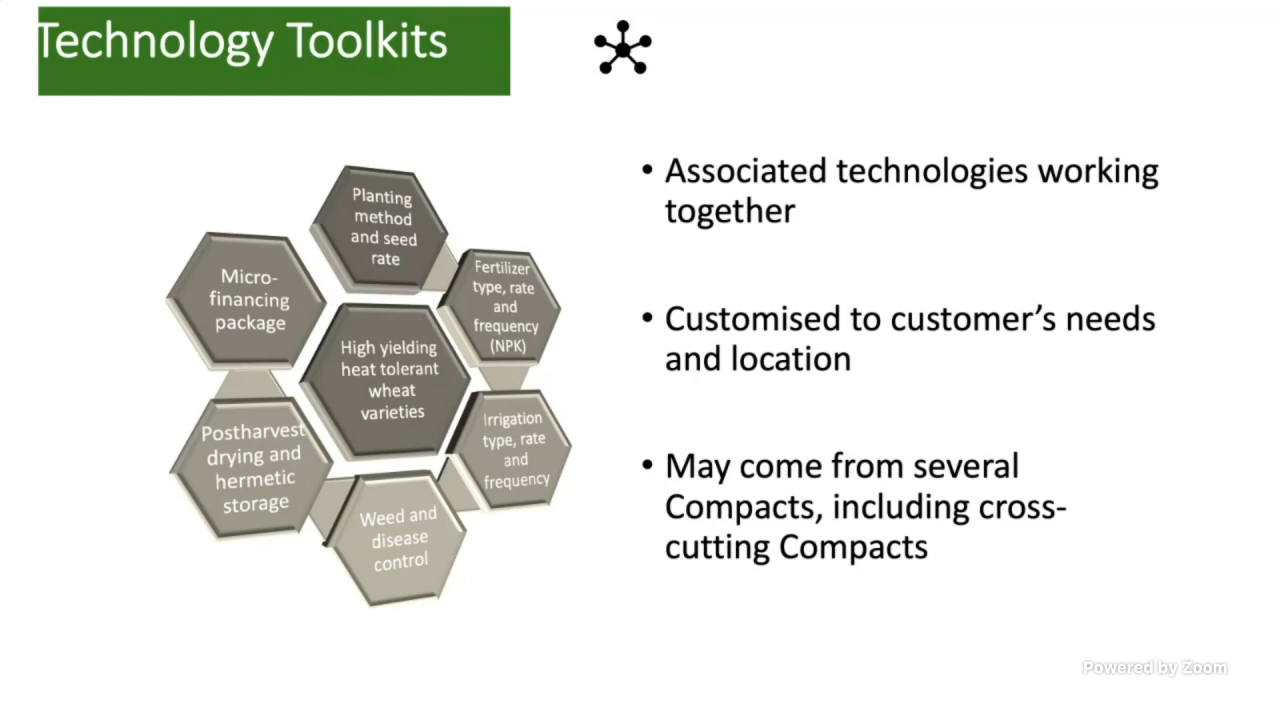 Technology Toolkits
Planting
method
and seed
rate
Fertilizer
type, rate
and
frequency
(NPK)
Irrigation
type, rate
and
frequency
Weed and
disease
control
Postharvest
drying and
hermetic
storage
Micro-
financing
package
High yielding
heat tolerant
wheat
varieties
• Associated technologies working
together
• Customised to customer’s needs
and location
• May come from several
Compacts, including cross-
cutting Compacts
Powered by Zoom